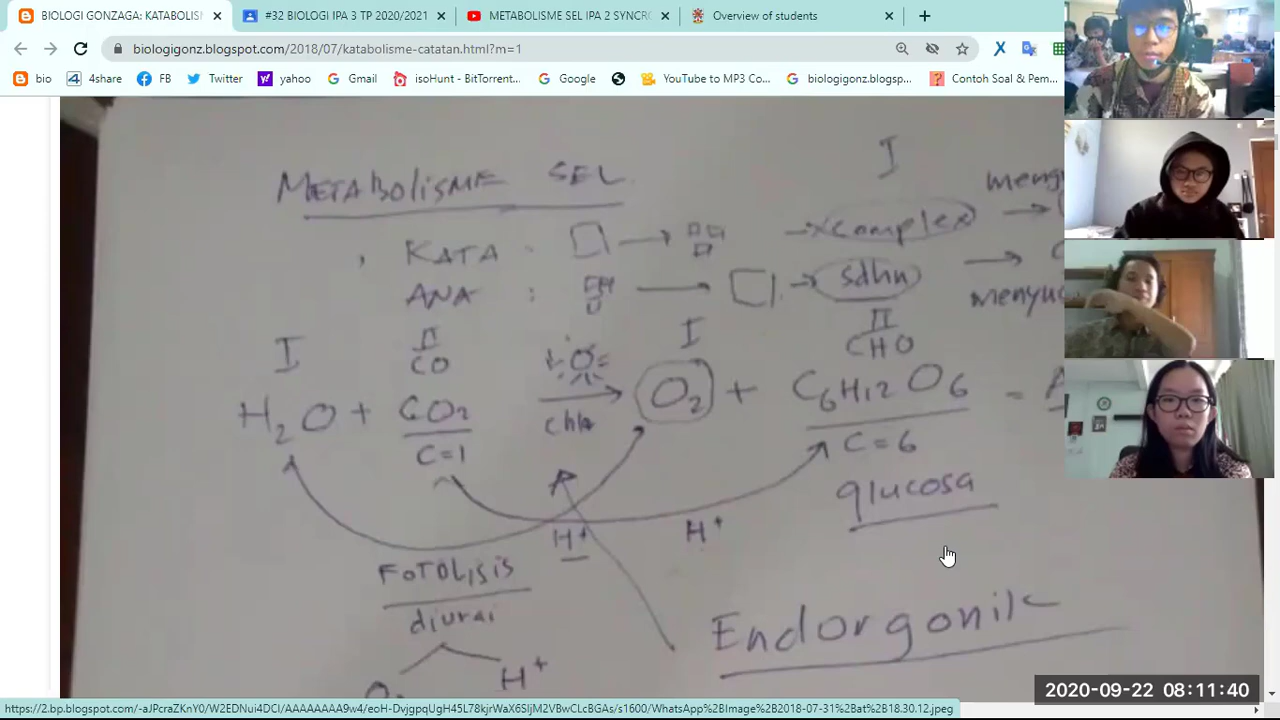 BIOLOGI GONZAGA: KATABOLISM
#32 BIOLOGI IPA 3 TP 2020/2021
METABOLISME SEL IPA 2 SYNCRO
Overview of students
biologigonz.blogspot.com/2018/07/katabolisme-catatan.html?m=1
bio
4share
FB
Twitter
yahoo
Gmail
isoHunt - BitTorrent...
Google
YouTube to MP3 Co...
biologigonz.blogsp...
Contoh Soal & Pem...
METABOLISME SEL
I
KATA :
complex
ANA :
sdhn
I II I II
CO CHO
H2O + CO2 → O2 + C6H12O6
C=1 C=6
glucosa
H+ H+
FOTOLISIS
diurai
H+
Endorgonik
2020-09-22 08:11:40